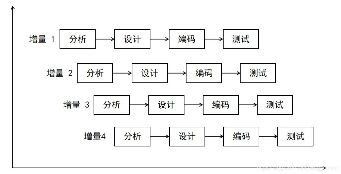 增量 1 分析 设计 编码 测试
增量 2 分析 设计 编码 测试
增量 3 分析 设计 编码 测试
增量4 分析 设计 编码 测试